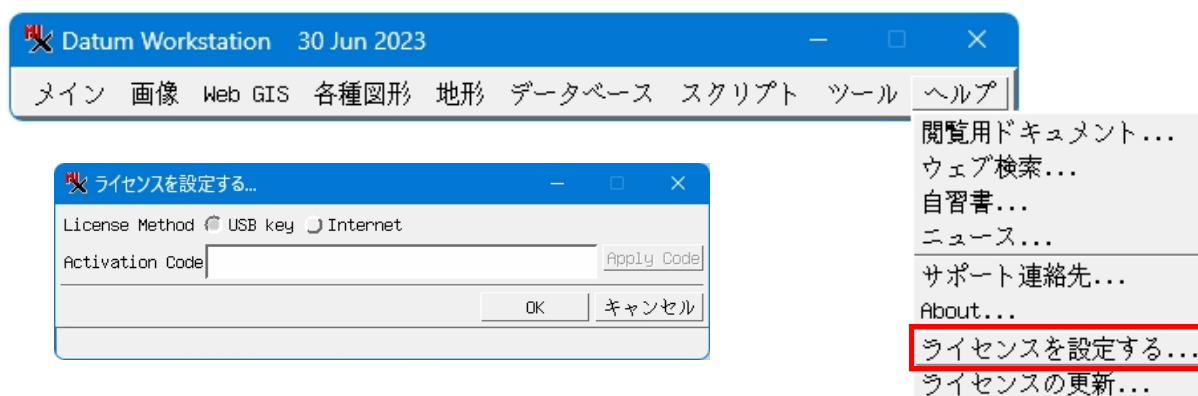 Datum Workstation 30 Jun 2023
メイン 画像 Web GIS 各種図形 地形 データベース スクリプト ツール ヘルプ
閲覧用ドキュメント...
ウェブ検索...
自習書...
ニュース...
サポート連絡先...
About...
ライセンスを設定する...
ライセンスの更新...
ライセンスを設定する...
License Method USB key Internet
Activation Code Apply Code
OK キャンセル